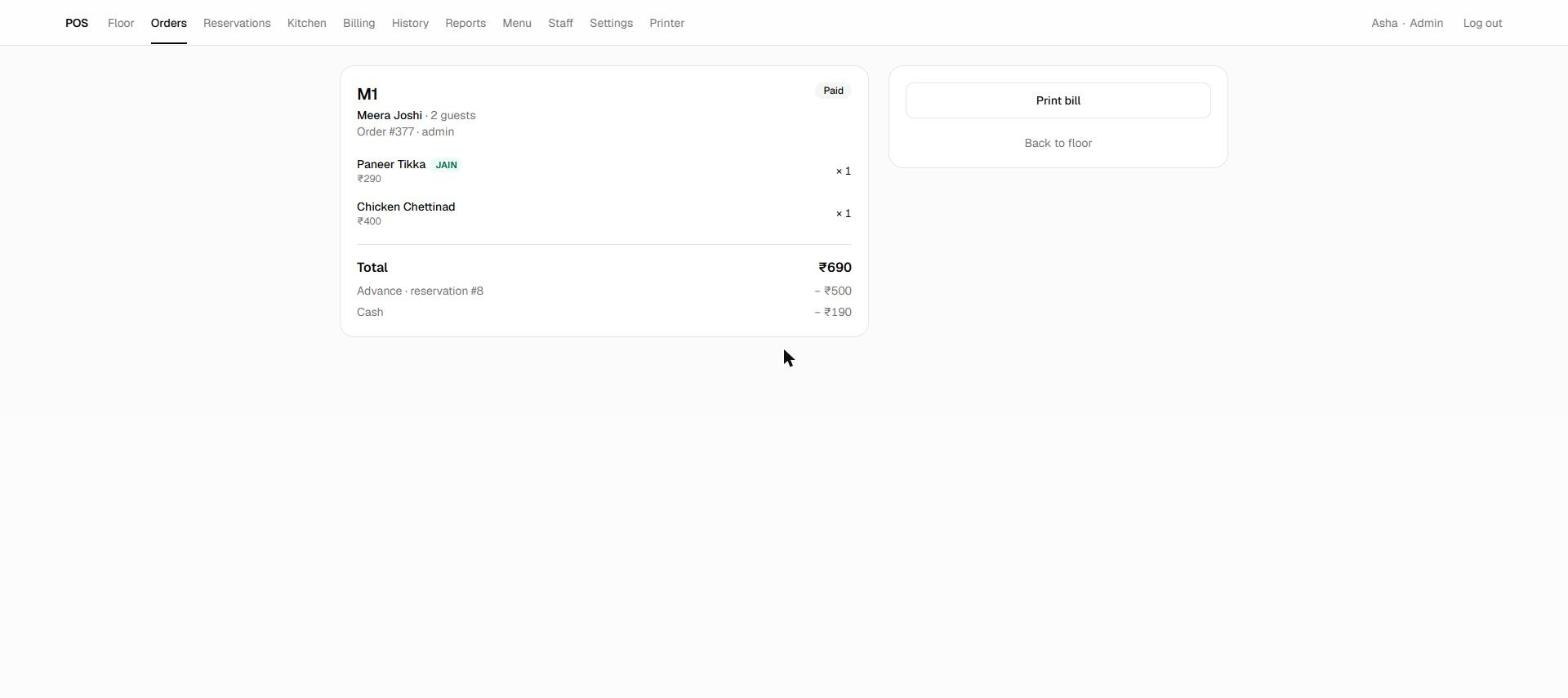 POS Floor Orders Reservations Kitchen Billing History Reports Menu Staff Settings Printer Asha · Admin Log out
M1 Paid
Meera Joshi · 2 guests
Order #377 · admin
Paneer Tikka JAIN
₹290 × 1
Chicken Chettinad
₹400 × 1
Total ₹690
Advance · reservation #8 − ₹500
Cash − ₹190
Print bill
Back to floor